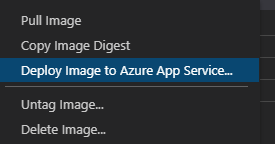 Pull Image
Copy Image Digest
Deploy Image to Azure App Service...
Untag Image...
Delete Image...